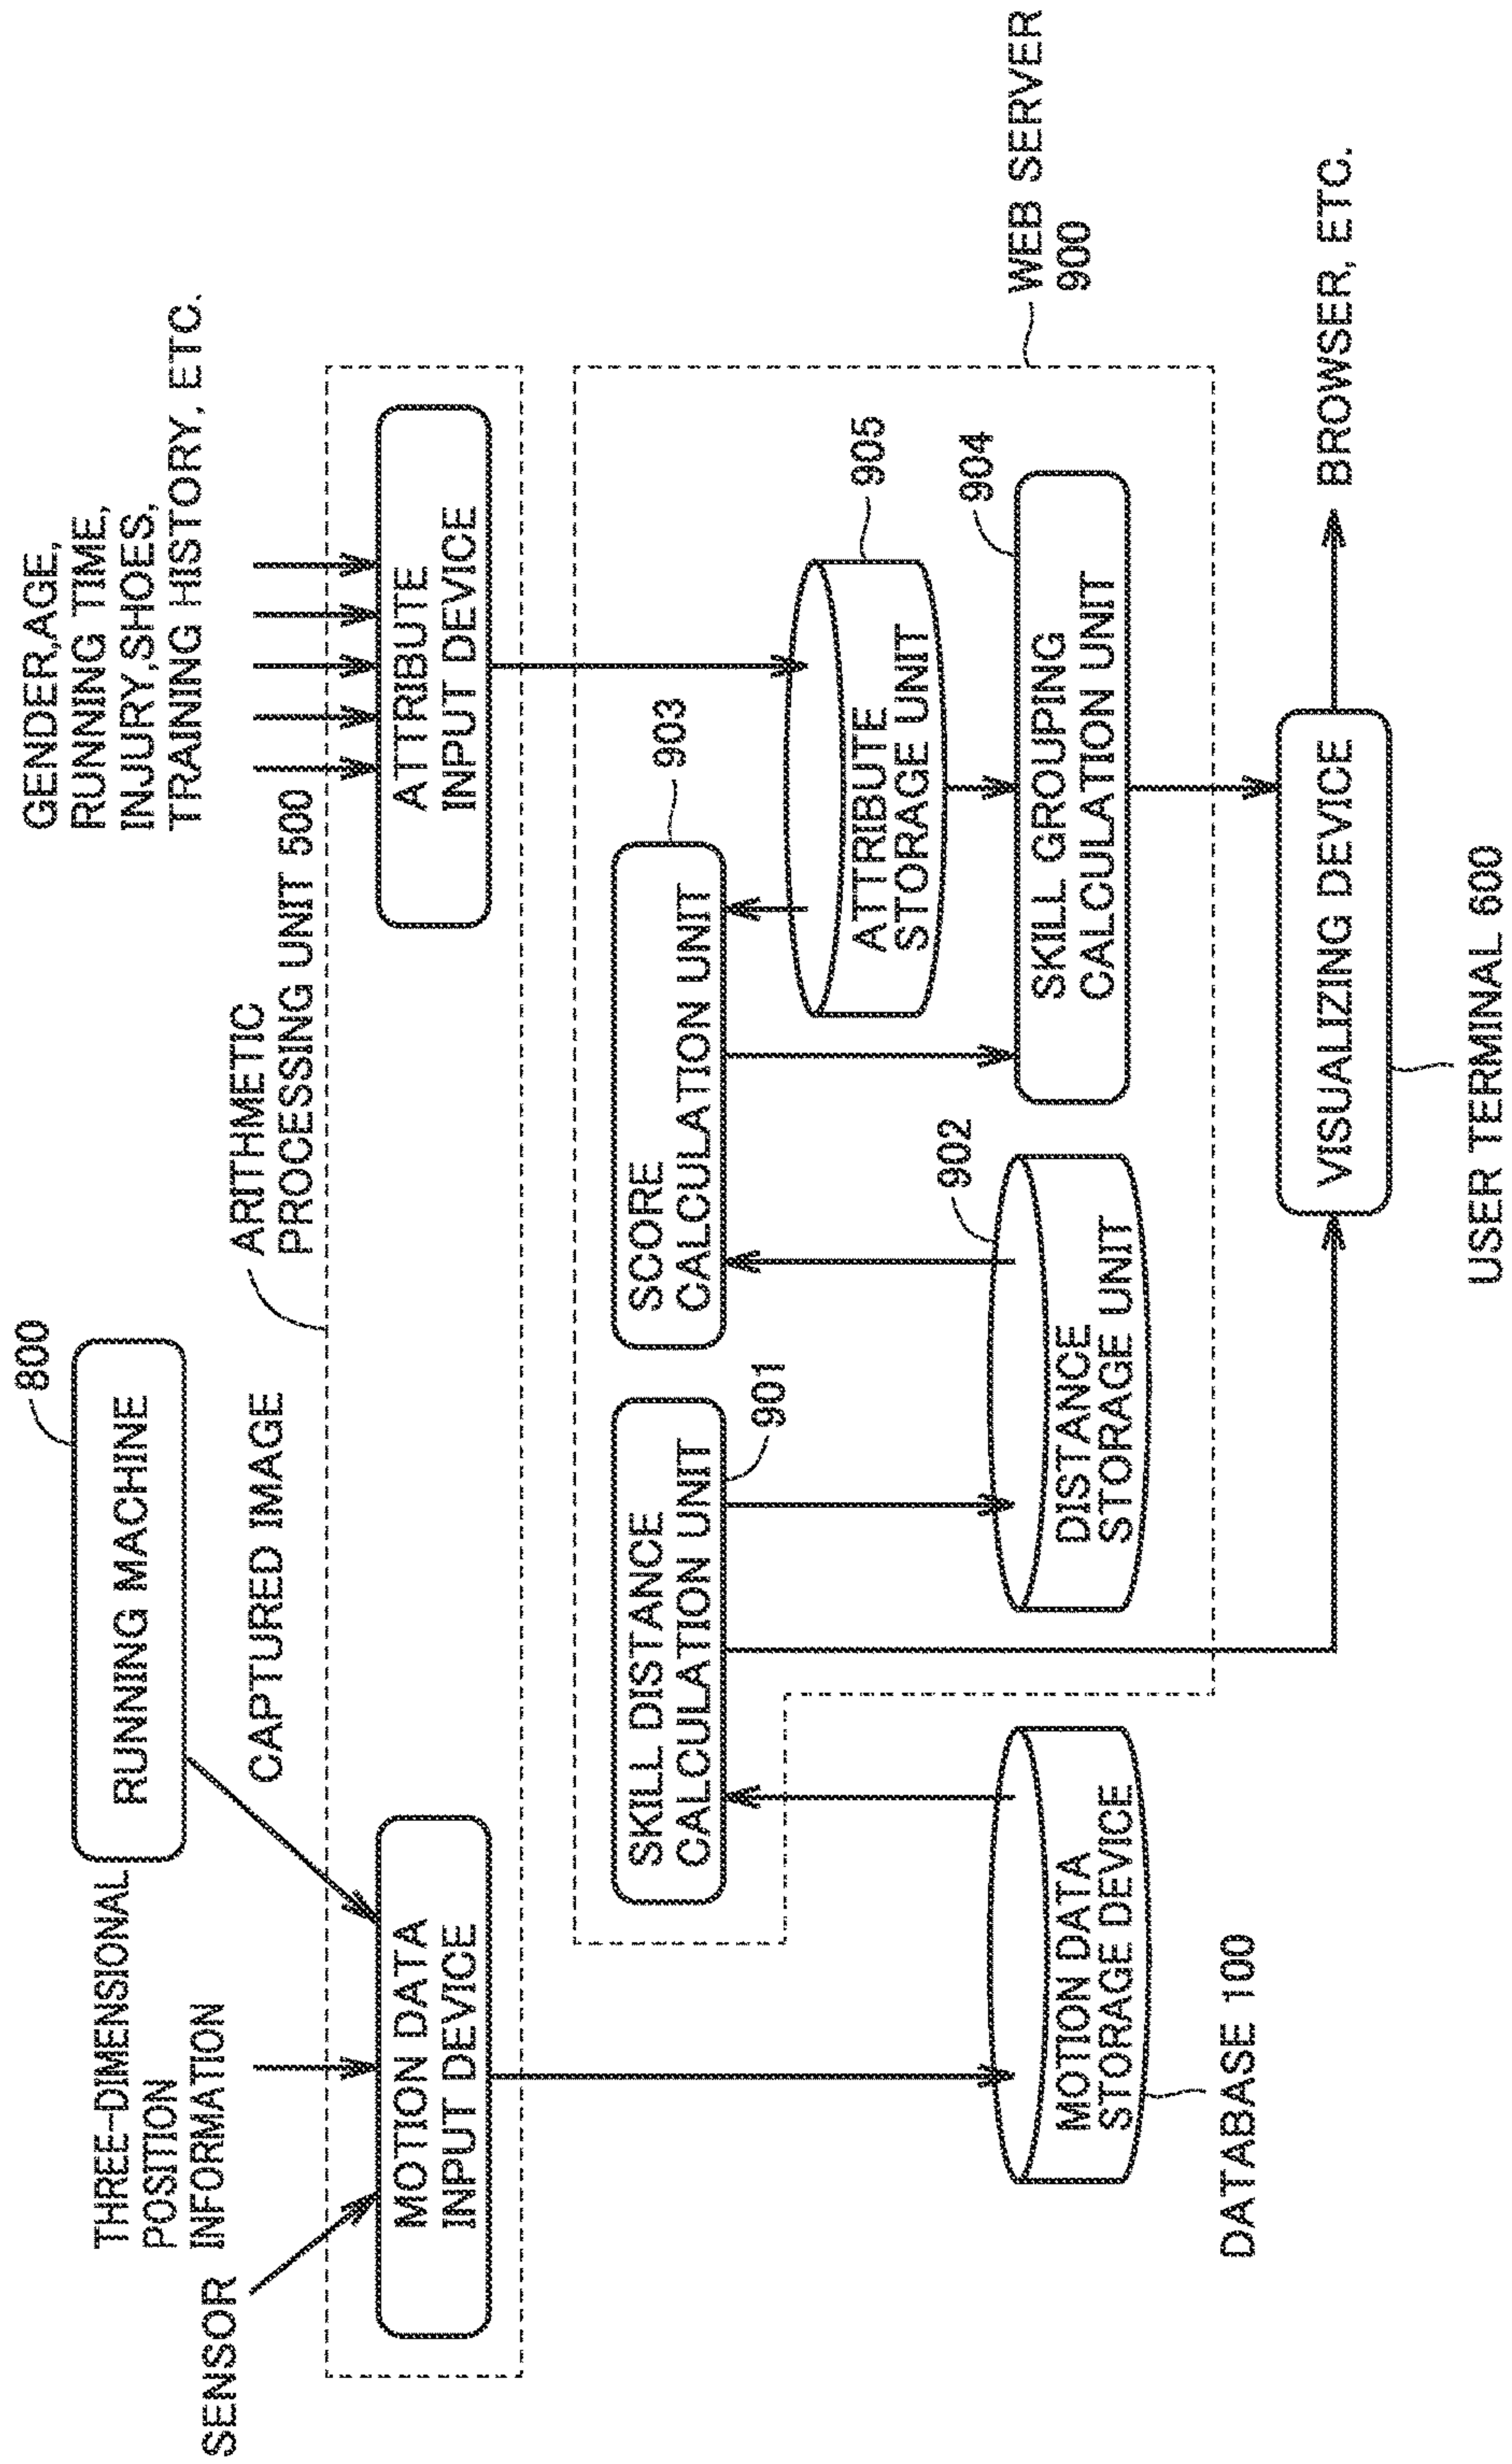 SENSOR
THREE-DIMENSIONAL
POSITION
INFORMATION
800
RUNNING MACHINE
CAPTURED IMAGE
ARITHMETIC
PROCESSING UNIT 500
GENDER,AGE,
RUNNING TIME,
INJURY,SHOES,
TRAINING HISTORY, ETC.
MOTION DATA
INPUT DEVICE
ATTRIBUTE
INPUT DEVICE
SKILL DISTANCE
CALCULATION UNIT
901
SCORE
CALCULATION UNIT
903
ATTRIBUTE
STORAGE UNIT
905
MOTION DATA
STORAGE DEVICE
DATABASE 100
DISTANCE
STORAGE UNIT
902
SKILL GROUPING
CALCULATION UNIT
904
WEB SERVER
900
VISUALIZING DEVICE
BROWSER, ETC.
USER TERMINAL 600